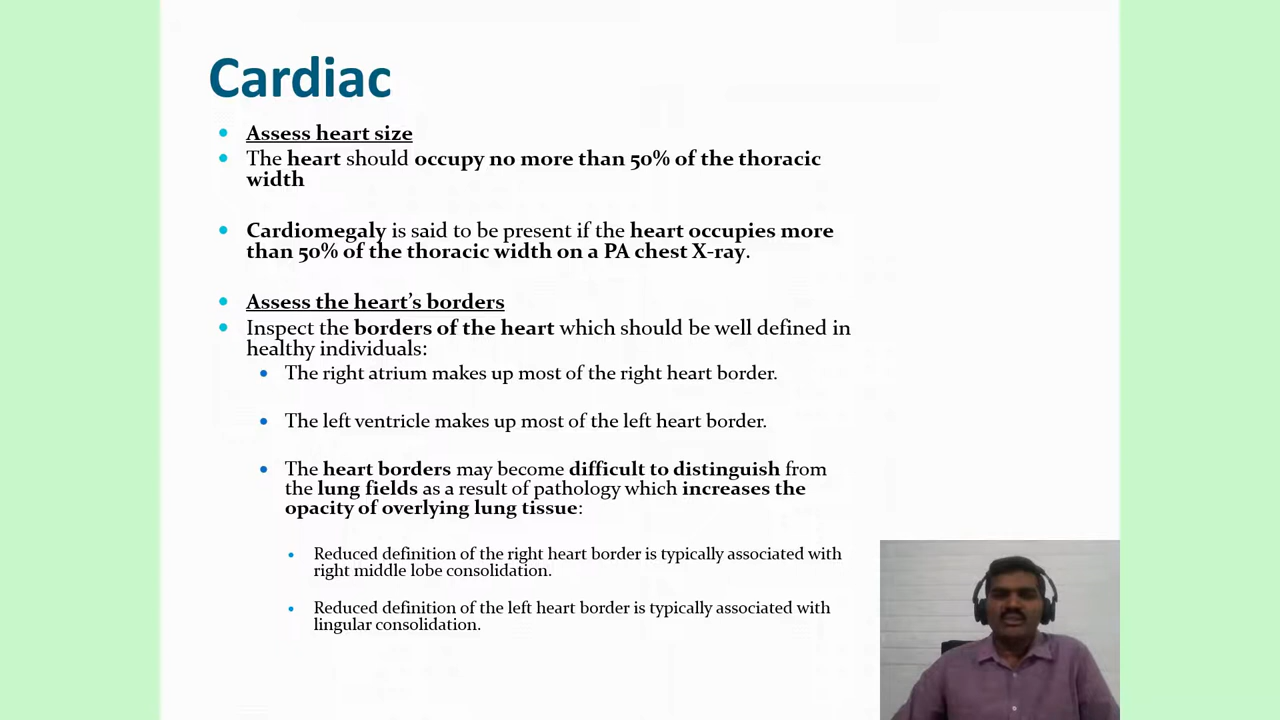 Cardiac
Assess heart size
The heart should occupy no more than 50% of the thoracic
width
Cardiomegaly is said to be present if the heart occupies more
than 50% of the thoracic width on a PA chest X-ray.
Assess the heart’s borders
Inspect the borders of the heart which should be well defined in
healthy individuals:
The right atrium makes up most of the right heart border.
The left ventricle makes up most of the left heart border.
The heart borders may become difficult to distinguish from
the lung fields as a result of pathology which increases the
opacity of overlying lung tissue:
Reduced definition of the right heart border is typically associated with
right middle lobe consolidation.
Reduced definition of the left heart border is typically associated with
lingular consolidation.